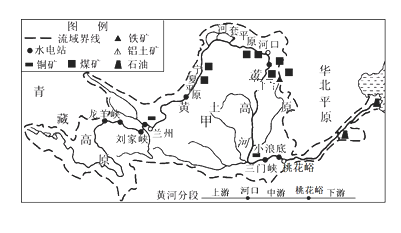 图 例
流域界线 铁矿
水电站 铝土矿
铜矿 煤矿 石油
河套平原
河口
宁夏平原
华北平原
青藏高原
龙羊峡
刘家峡
兰州
黄土高原
甲
黄河
小浪底
三门峡
桃花峪
黄河分段 上游 河口 中游 桃花峪 下游